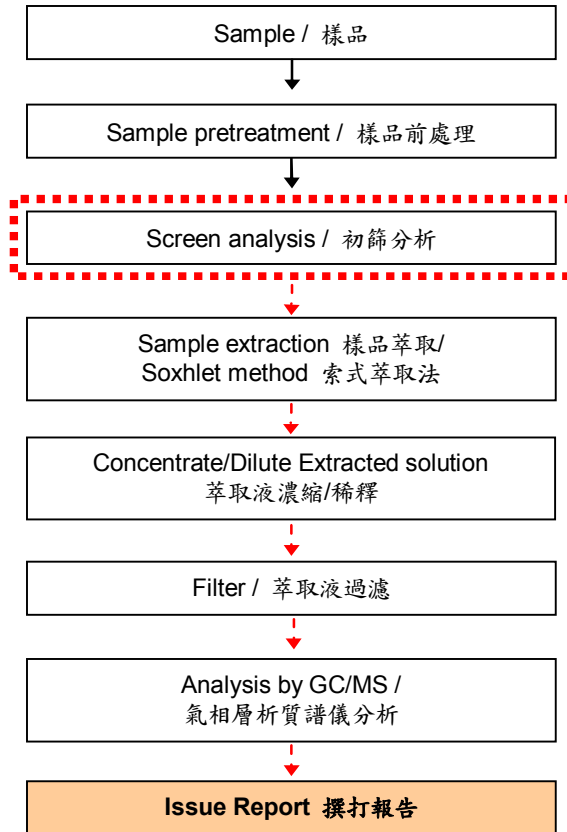 Sample / 樣品
Sample pretreatment / 樣品前處理
Screen analysis / 初篩分析
Sample extraction 樣品萃取/
Soxhlet method 索式萃取法
Concentrate/Dilute Extracted solution
萃取液濃縮/稀釋
Filter / 萃取液過濾
Analysis by GC/MS /
氣相層析質譜儀分析
Issue Report 撰打報告